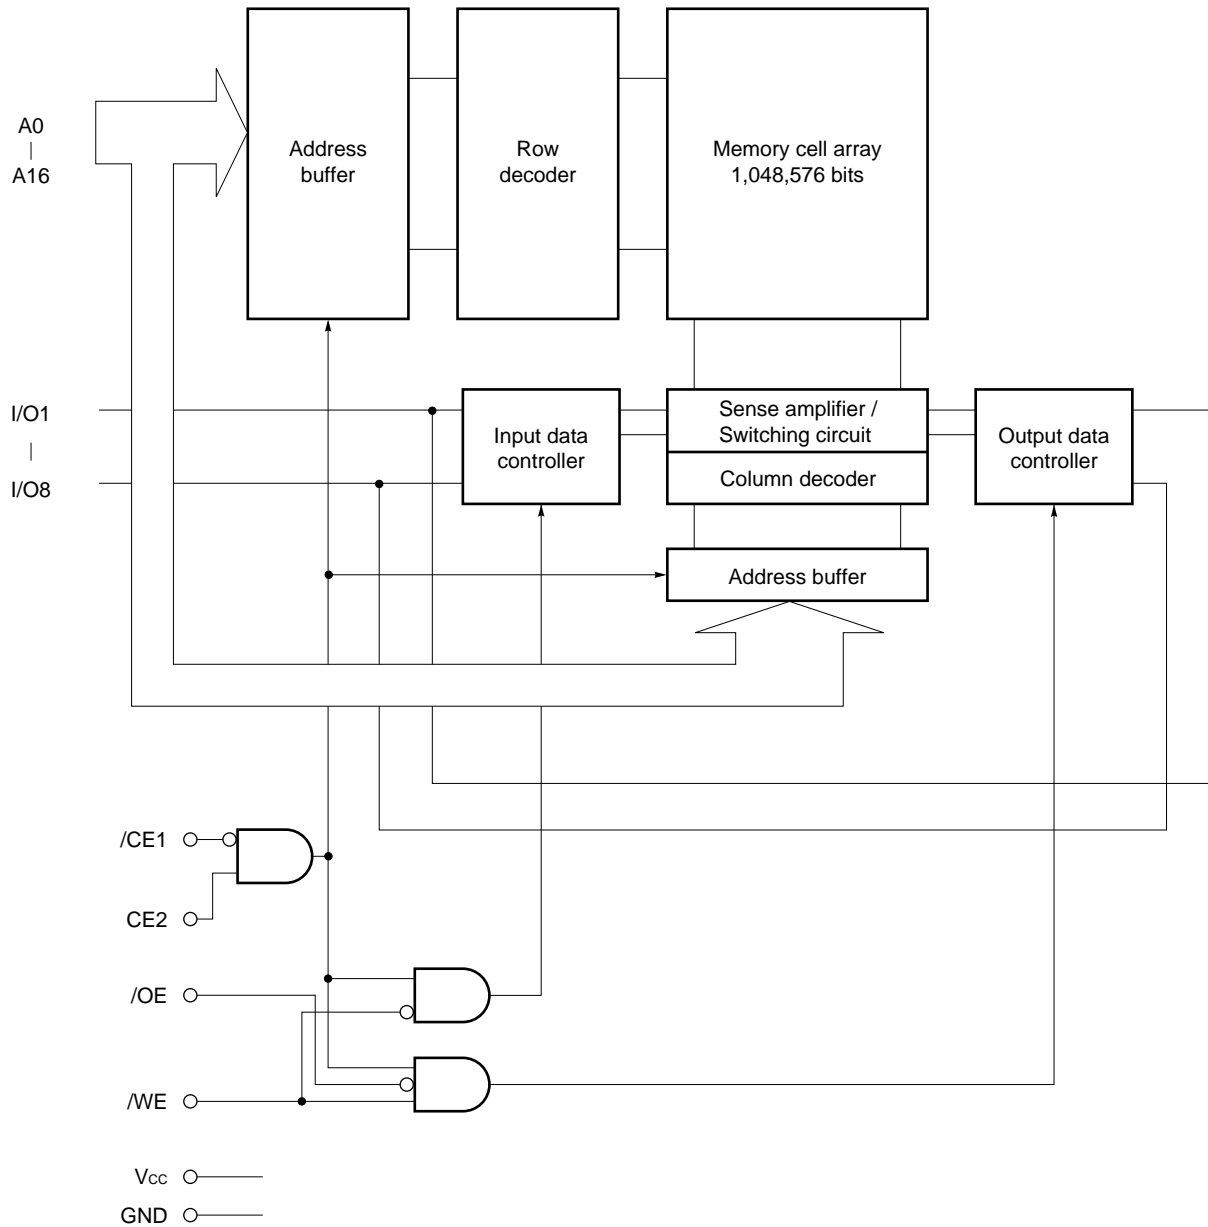 A0
|
A16
Address
buffer
Row
decoder
Memory cell array
1,048,576 bits
I/O1
|
I/O8
Input data
controller
Sense amplifier /
Switching circuit
Column decoder
Output data
controller
Address buffer
/CE1
CE2
/OE
/WE
VCC
GND